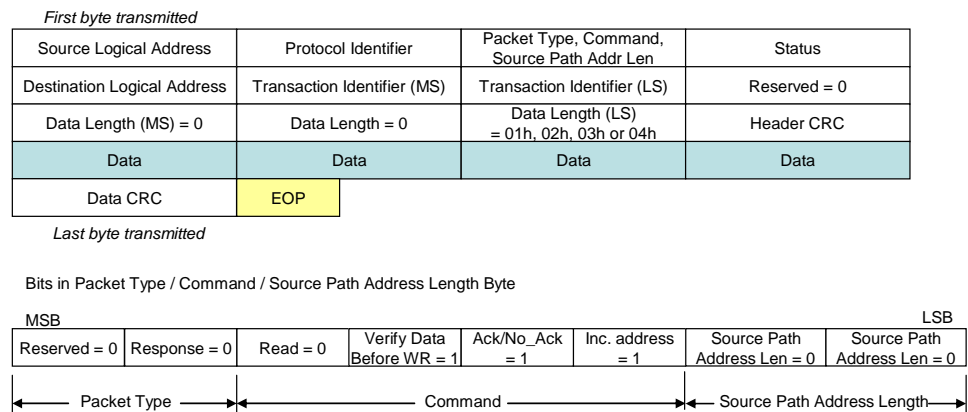 First byte transmitted
Source Logical Address Protocol Identifier Packet Type, Command, Source Path Addr Len Status
Destination Logical Address Transaction Identifier (MS) Transaction Identifier (LS) Reserved = 0
Data Length (MS) = 0 Data Length = 0 Data Length (LS) = 01h, 02h, 03h or 04h Header CRC
Data Data Data Data
Data CRC EOP
Last byte transmitted
Bits in Packet Type / Command / Source Path Address Length Byte
MSB LSB
Reserved = 0 Response = 0 Read = 0 Verify Data Before WR = 1 Ack/No_Ack = 1 Inc. address = 1 Source Path Address Len = 0 Source Path Address Len = 0
Packet Type Command Source Path Address Length